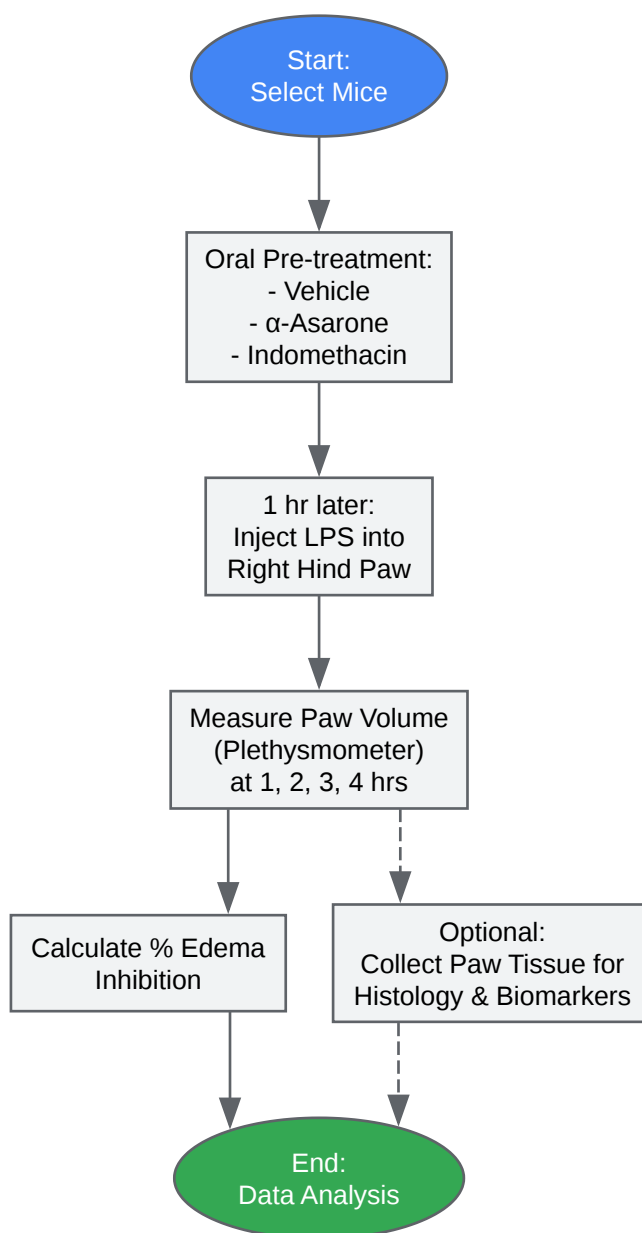 Start:
Select Mice
Oral Pre-treatment:
- Vehicle
- α-Asarone
- Indomethacin
1 hr later:
Inject LPS into
Right Hind Paw
Measure Paw Volume
(Plethysmometer)
at 1, 2, 3, 4 hrs
Calculate % Edema
Inhibition
Optional:
Collect Paw Tissue for
Histology & Biomarkers
End:
Data Analysis